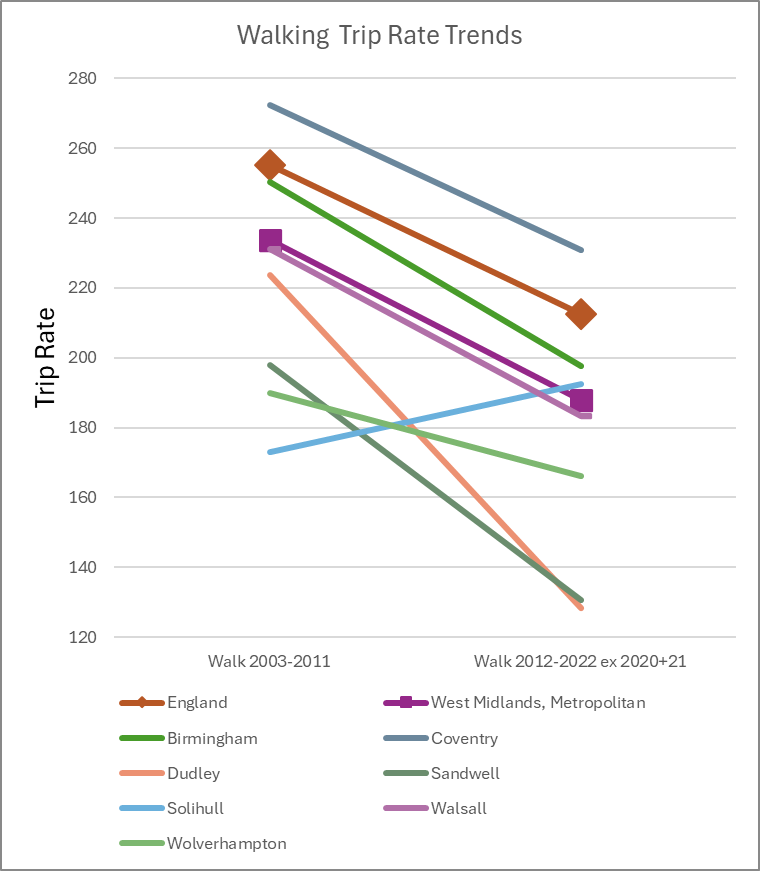 Walking  Trip Rate Trends
280
260
240
220
200
180
160
140
120
Trip Rate
Walk 2003-2011
Walk 2012-2022 ex 2020+21
England
West Midlands, Metropolitan
Birmingham
Coventry
Dudley
Sandwell
Solihull
Walsall
Wolverhampton